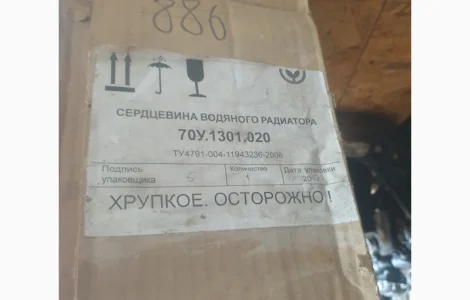 886
СЕРДЦЕВИНА ВОДЯНОГО РАДИАТОРА
70У.1301.020
ТУ4791-004-11943236-2006
Подпись упаковщика 5
Количество 1
Дата упаковки
ХРУПКОЕ. ОСТОРОЖНО!